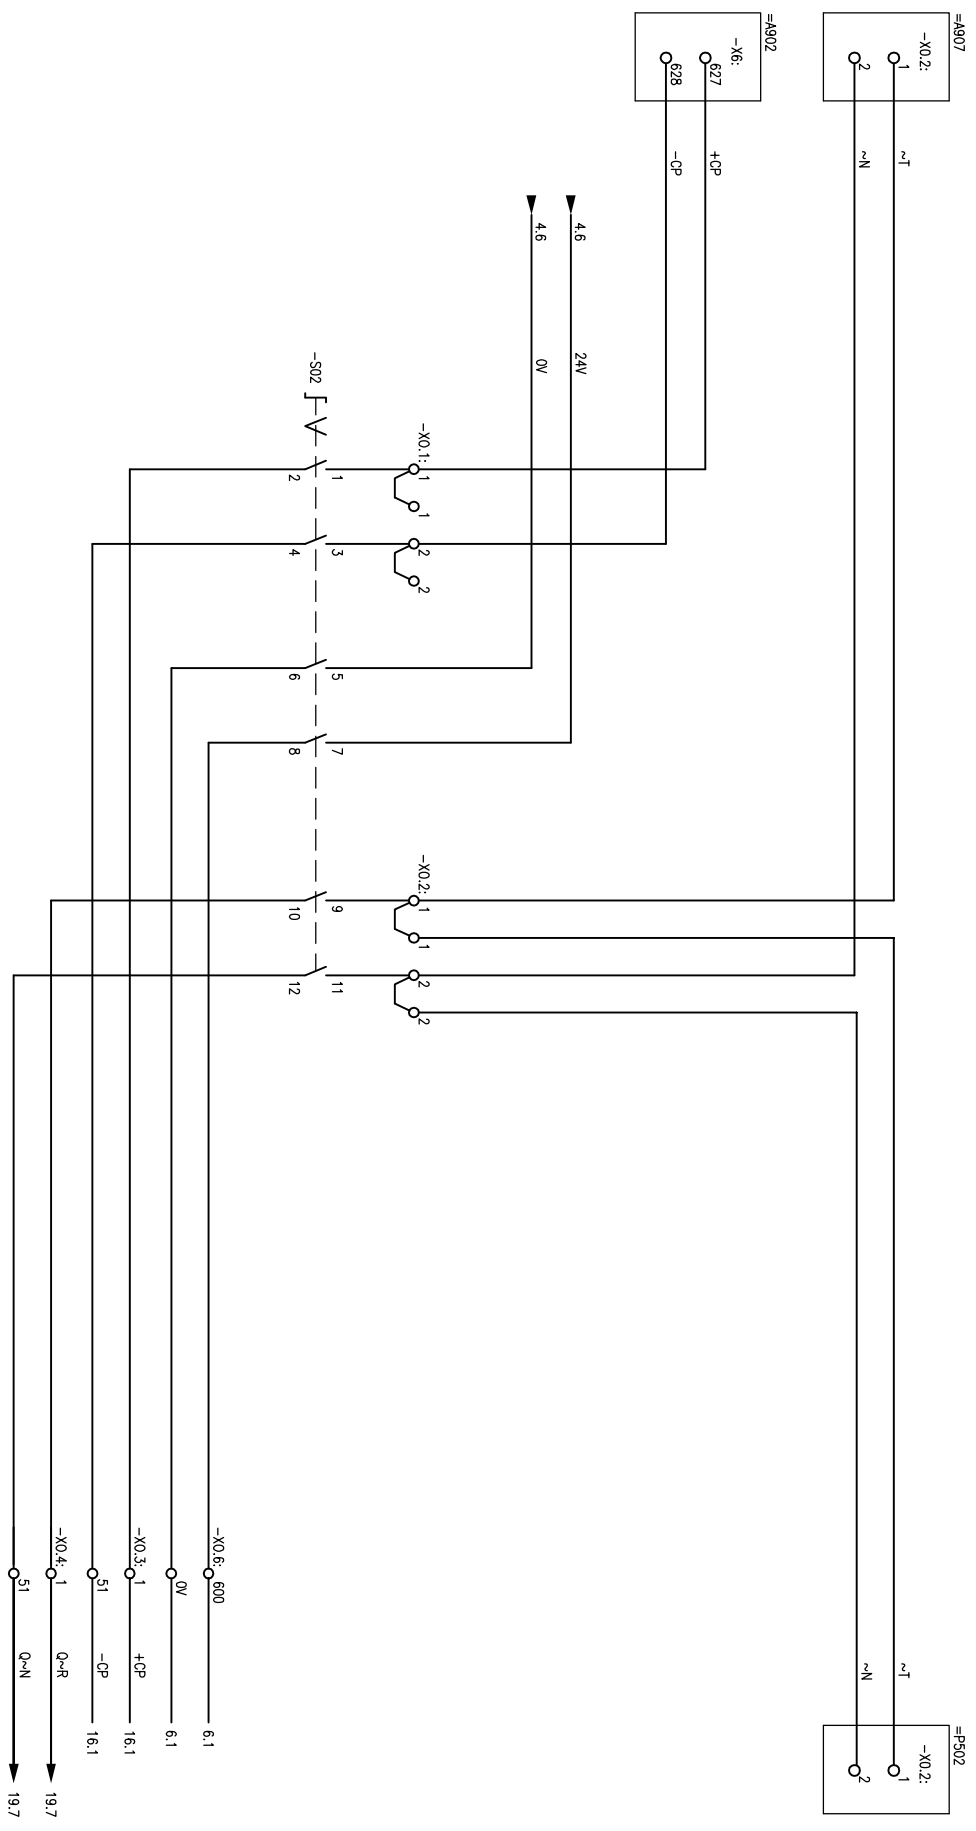 =A907
-X0.2:
1
2
~T
~N
=A902
-X6:
627
628
+CP
-CP
4.6
4.6
24V
0V
-S02
-X0.1:
1
1
2
2
1
2
3
4
5
6
7
8
-X0.2:
1
1
2
2
9
10
11
12
=P502
-X0.2:
1
2
~T
~N
-X0.6:
600
6.1
0V
6.1
-X0.3:
1
+CP
16.1
51
-CP
16.1
-X0.4:
1
Q~R
19.7
51
Q~N
19.7